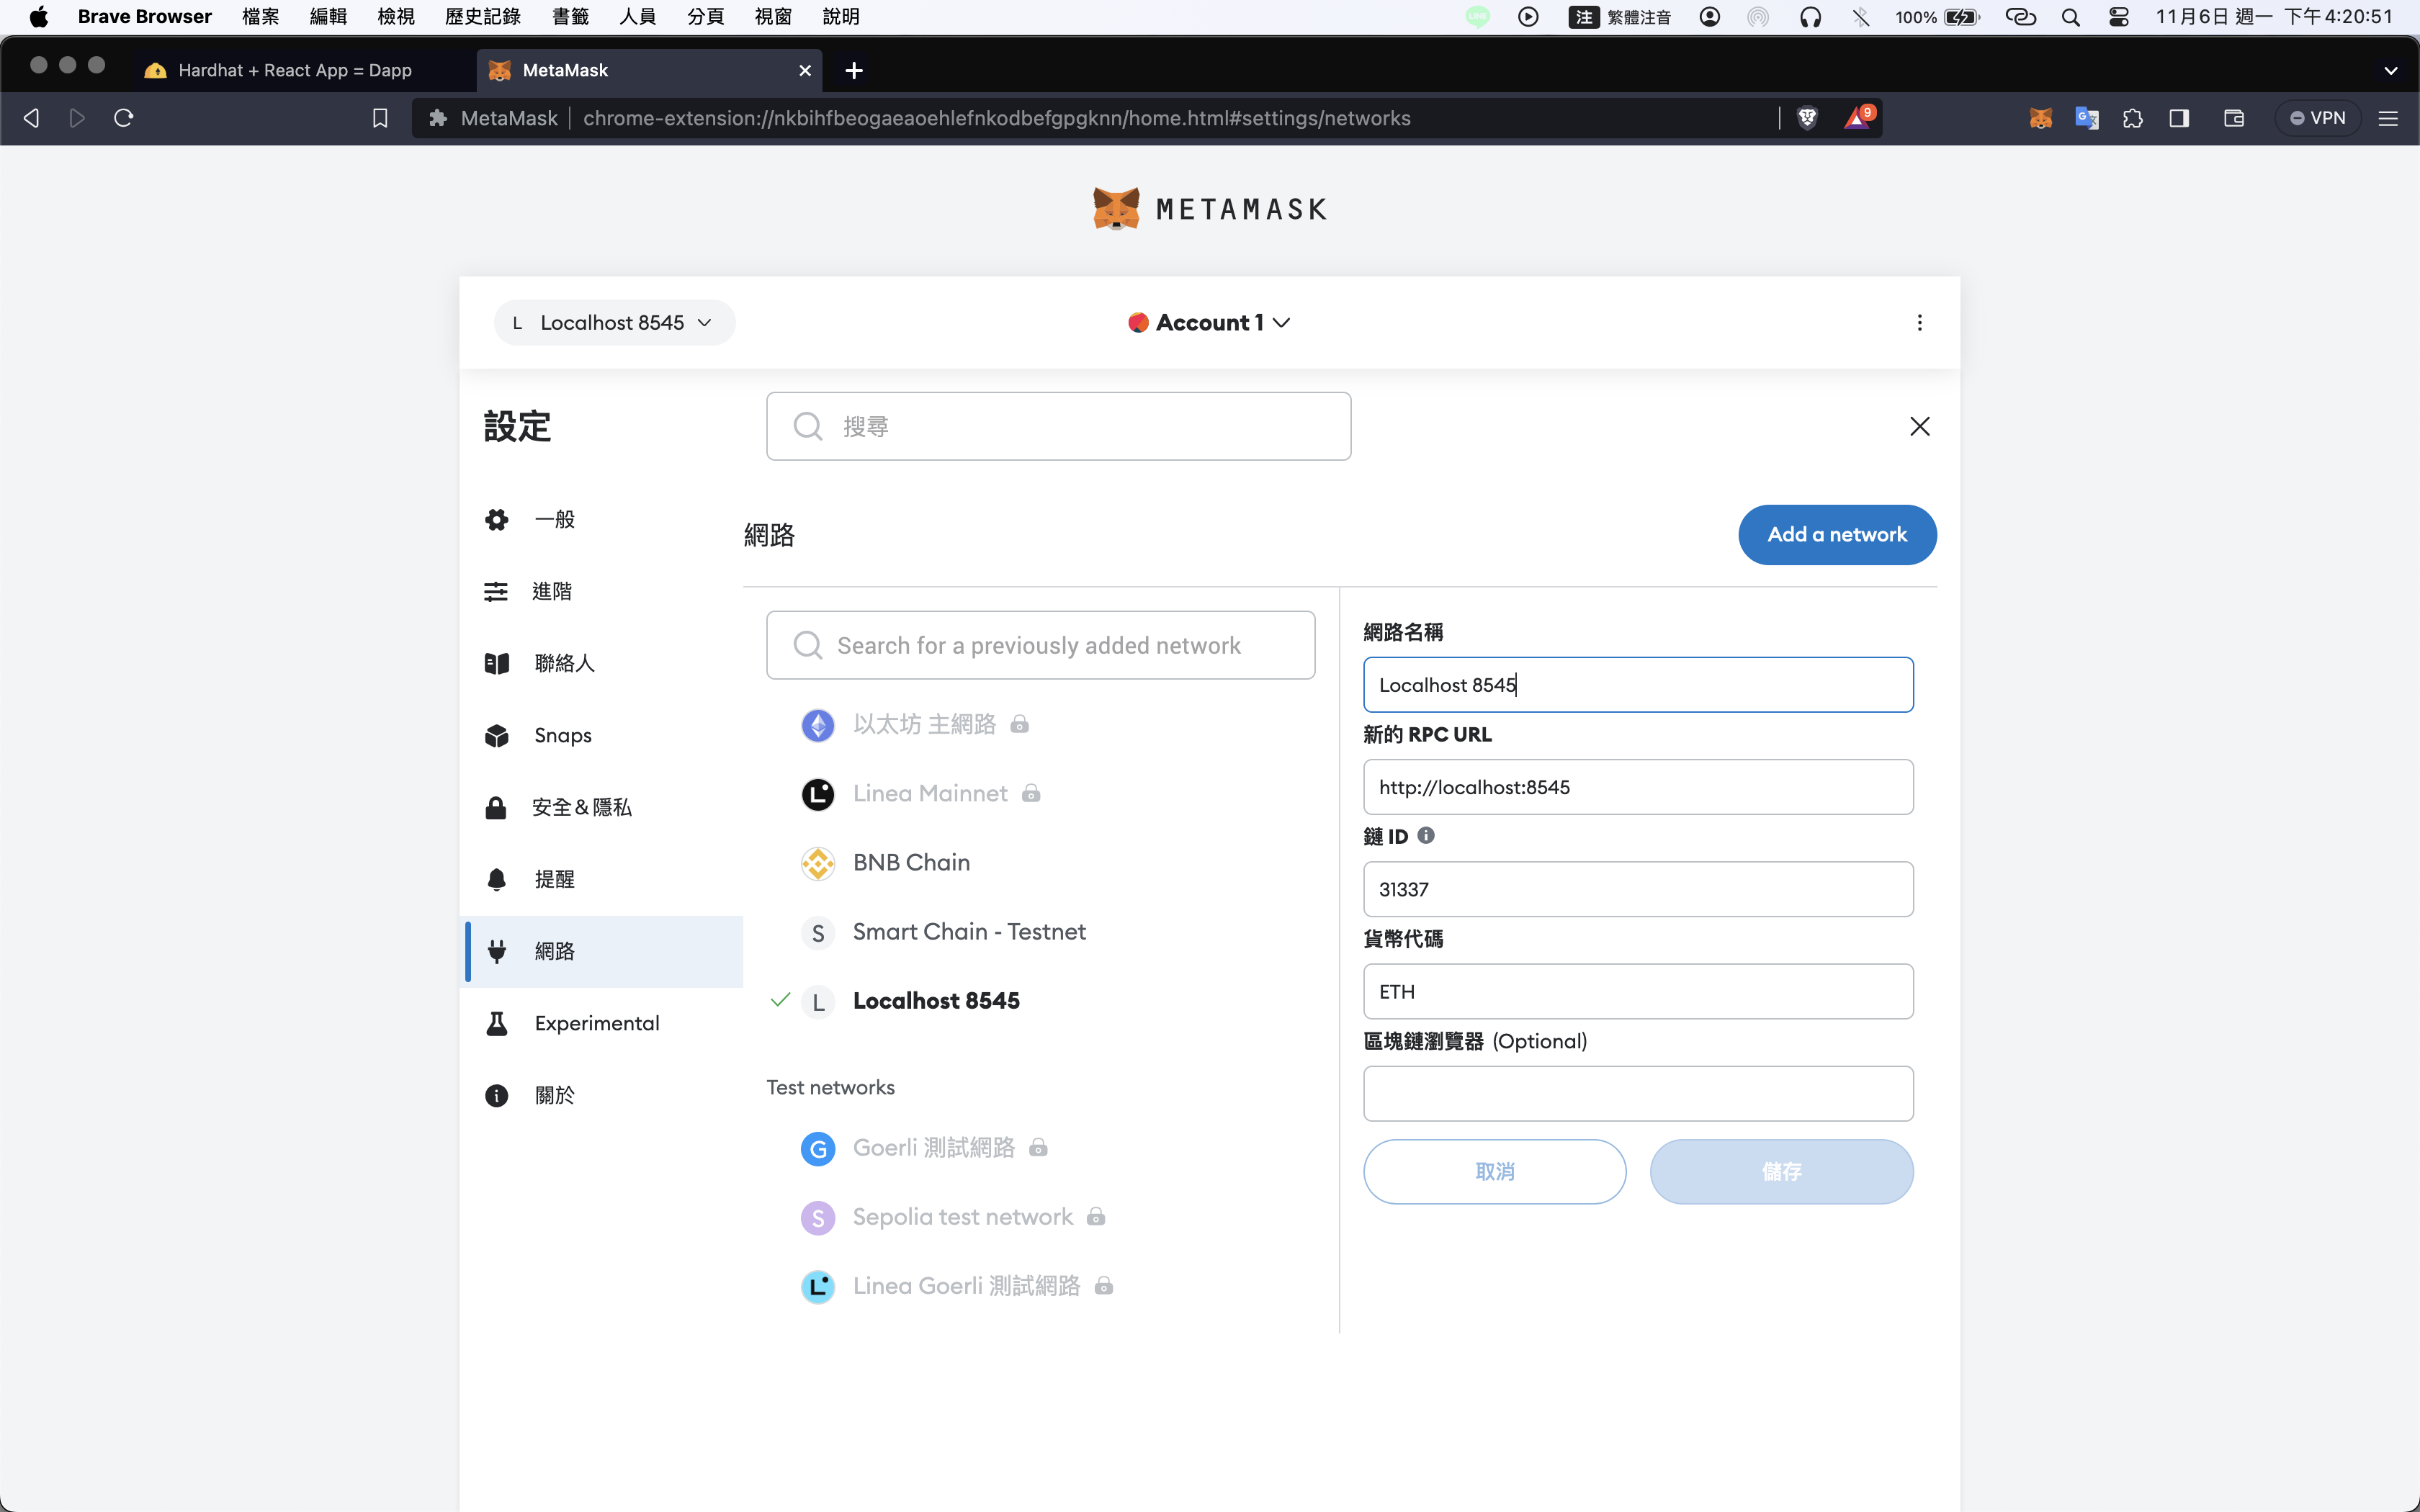 Brave Browser 檔案 編輯 檢視 歷史記錄 書籤 人員 分頁 視窗 說明 LINE 注 繁體注音 100% 11月6日 週一 下午4:20:51
Hardhat + React App = Dapp MetaMask
MetaMask chrome-extension://nkbihfbeogaeaoehlefnkodbefgpgknn/home.html#settings/networks 9 VPN
METAMASK
L Localhost 8545 Account 1
設定 搜尋
一般
網路 Add a network
進階
Search for a previously added network
聯絡人
Snaps
安全&隱私
提醒
網路
Experimental
關於
以太坊 主網路
Linea Mainnet
BNB Chain
S Smart Chain - Testnet
L Localhost 8545
Test networks
G Goerli 測試網路
S Sepolia test network
L Linea Goerli 測試網路
網路名稱
Localhost 8545
新的 RPC URL
http://localhost:8545
鏈 ID
31337
貨幣代碼
ETH
區塊鏈瀏覽器 (Optional)
取消 儲存